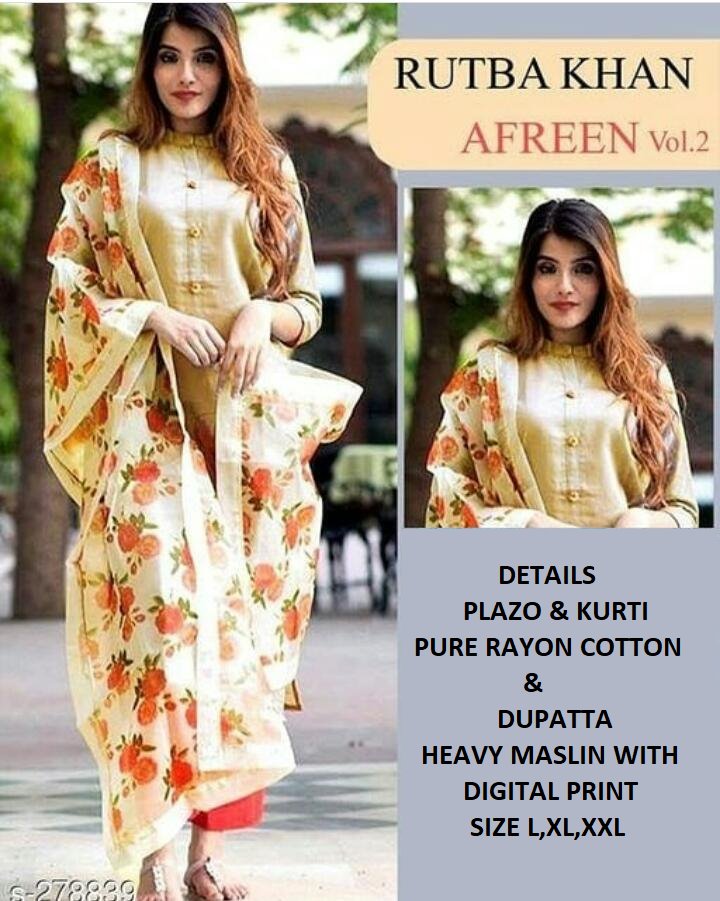 RUTBA KHAN
AFREEN Vol.2
DETAILS
PLAZO & KURTI
PURE RAYON COTTON
&
DUPATTA
HEAVY MASLIN WITH
DIGITAL PRINT
SIZE L,XL,XXL
s-278839